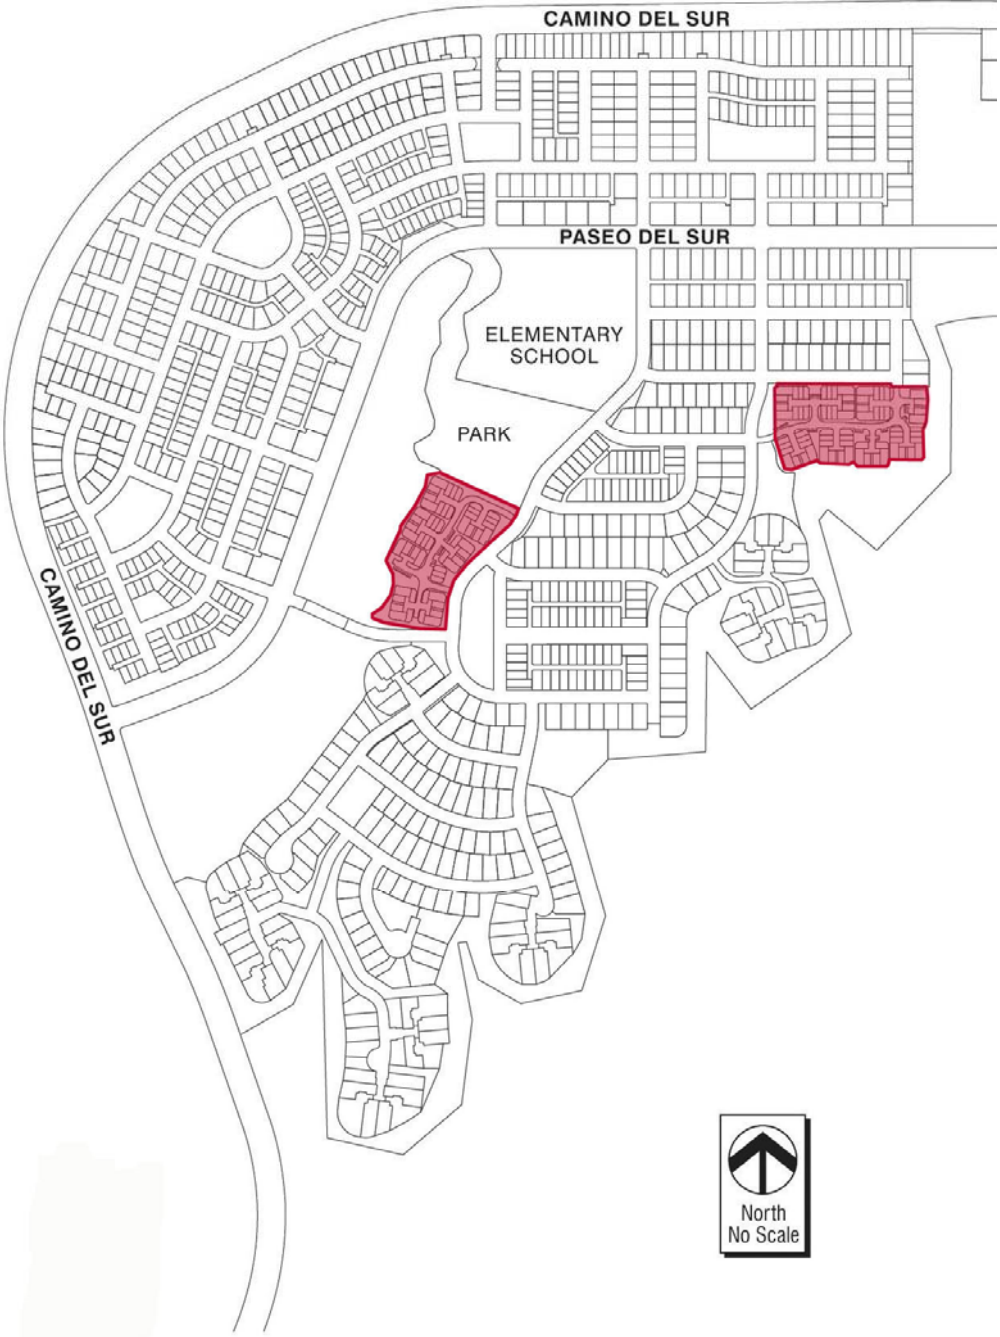 CAMINO DEL SUR
PASEO DEL SUR
ELEMENTARY
SCHOOL
PARK
CAMINO DEL SUR
North
No Scale